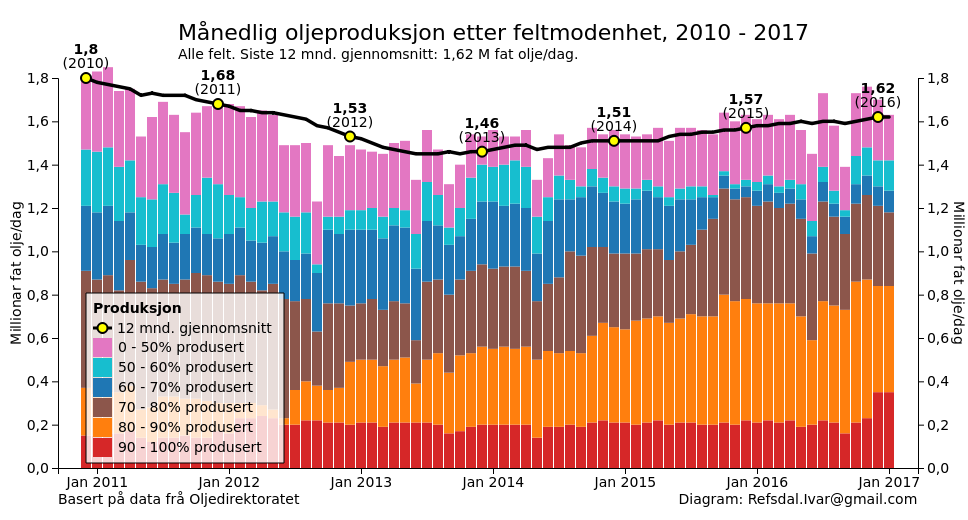 Månedlig oljeproduksjon etter feltmodenhet, 2010 - 2017
Alle felt. Siste 12 mnd. gjennomsnitt: 1,62 M fat olje/dag.
1,8
(2010)
1,68
(2011)
1,53
(2012)
1,46
(2013)
1,51
(2014)
1,57
(2015)
1,62
(2016)
Millionar fat olje/dag
1,8
1,6
1,4
1,2
1,0
0,8
0,6
0,4
0,2
0,0
Produksjon
12 mnd. gjennomsnitt
0 - 50% produsert
50 - 60% produsert
60 - 70% produsert
70 - 80% produsert
80 - 90% produsert
90 - 100% produsert
1,8
1,6
1,4
1,2
1,0
0,8
0,6
0,4
0,2
0,0
Millionar fat olje/dag
Jan 2011 Jan 2012 Jan 2013 Jan 2014 Jan 2015 Jan 2016 Jan 2017
Basert på data frå Oljedirektoratet
Diagram: Refsdal.Ivar@gmail.com